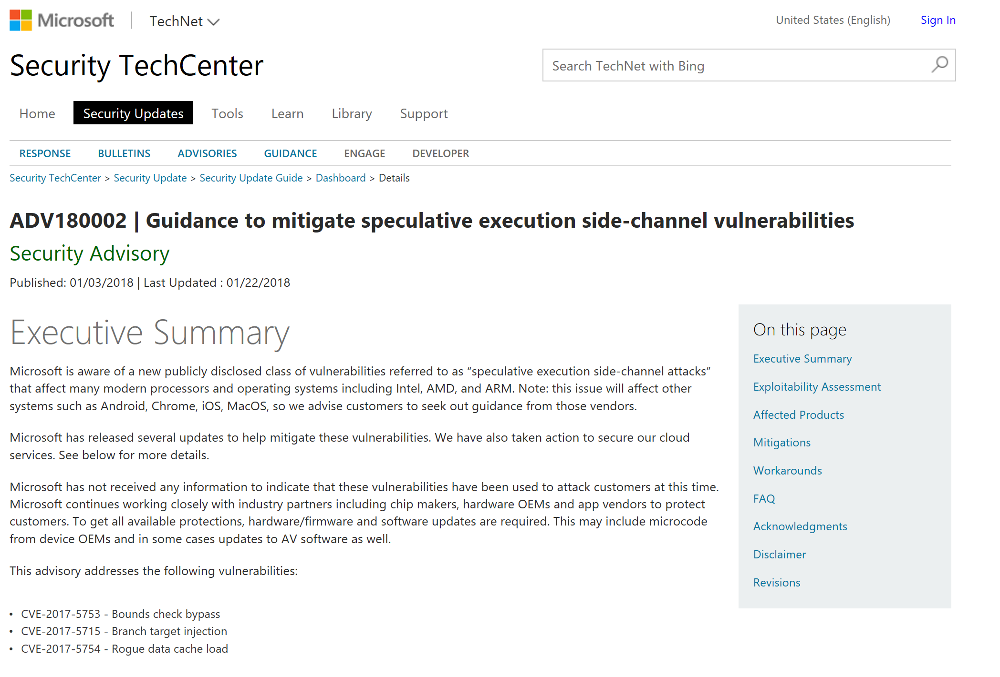 Microsoft | TechNet
United States (English) Sign In
Security TechCenter
Search TechNet with Bing
Home Security Updates Tools Learn Library Support
RESPONSE BULLETINS ADVISORIES GUIDANCE ENGAGE DEVELOPER
Security TechCenter > Security Update > Security Update Guide > Dashboard > Details
ADV180002 | Guidance to mitigate speculative execution side-channel vulnerabilities
Security Advisory
Published: 01/03/2018 | Last Updated : 01/22/2018
Executive Summary
Microsoft is aware of a new publicly disclosed class of vulnerabilities referred to as “speculative execution side-channel attacks”
that affect many modern processors and operating systems including Intel, AMD, and ARM. Note: this issue will affect other
systems such as Android, Chrome, iOS, MacOS, so we advise customers to seek out guidance from those vendors.
Microsoft has released several updates to help mitigate these vulnerabilities. We have also taken action to secure our cloud
services. See below for more details.
Microsoft has not received any information to indicate that these vulnerabilities have been used to attack customers at this time.
Microsoft continues working closely with industry partners including chip makers, hardware OEMs and app vendors to protect
customers. To get all available protections, hardware/firmware and software updates are required. This may include microcode
from device OEMs and in some cases updates to AV software as well.
This advisory addresses the following vulnerabilities:
• CVE-2017-5753 - Bounds check bypass
• CVE-2017-5715 - Branch target injection
• CVE-2017-5754 - Rogue data cache load
On this page
Executive Summary
Exploitability Assessment
Affected Products
Mitigations
Workarounds
FAQ
Acknowledgments
Disclaimer
Revisions